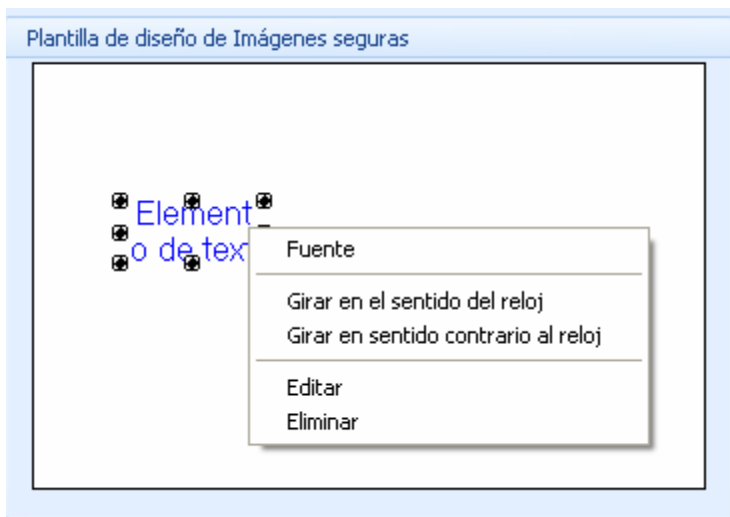 Plantilla de diseño de Imágenes seguras
Element
o de tex
Fuente
Girar en el sentido del reloj
Girar en sentido contrario al reloj
Editar
Eliminar